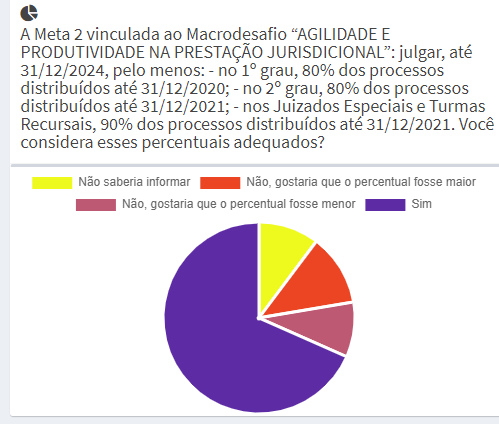 A Meta 2 vinculada ao Macrodesafio “AGILIDADE E
PRODUTIVIDADE NA PRESTAÇÃO JURISDICIONAL”: julgar, até
31/12/2024, pelo menos: - no 1º grau, 80% dos processos
distribuídos até 31/12/2020; - no 2º grau, 80% dos processos
distribuídos até 31/12/2021; - nos Juizados Especiais e Turmas
Recursais, 90% dos processos distribuídos até 31/12/2021. Você
considera esses percentuais adequados?
Não saberia informar Não, gostaria que o percentual fosse maior
Não, gostaria que o percentual fosse menor Sim